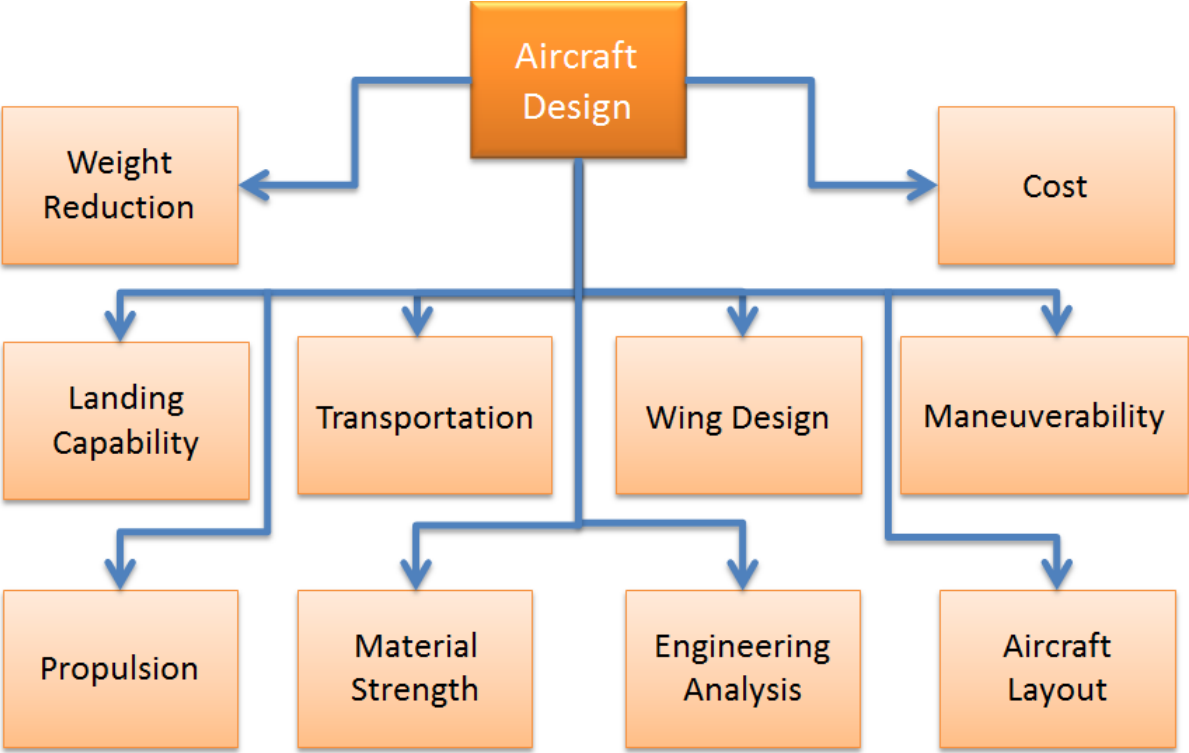 Aircraft
Design
Weight
Reduction
Cost
Landing
Capability
Transportation
Wing Design
Maneuverability
Propulsion
Material
Strength
Engineering
Analysis
Aircraft
Layout